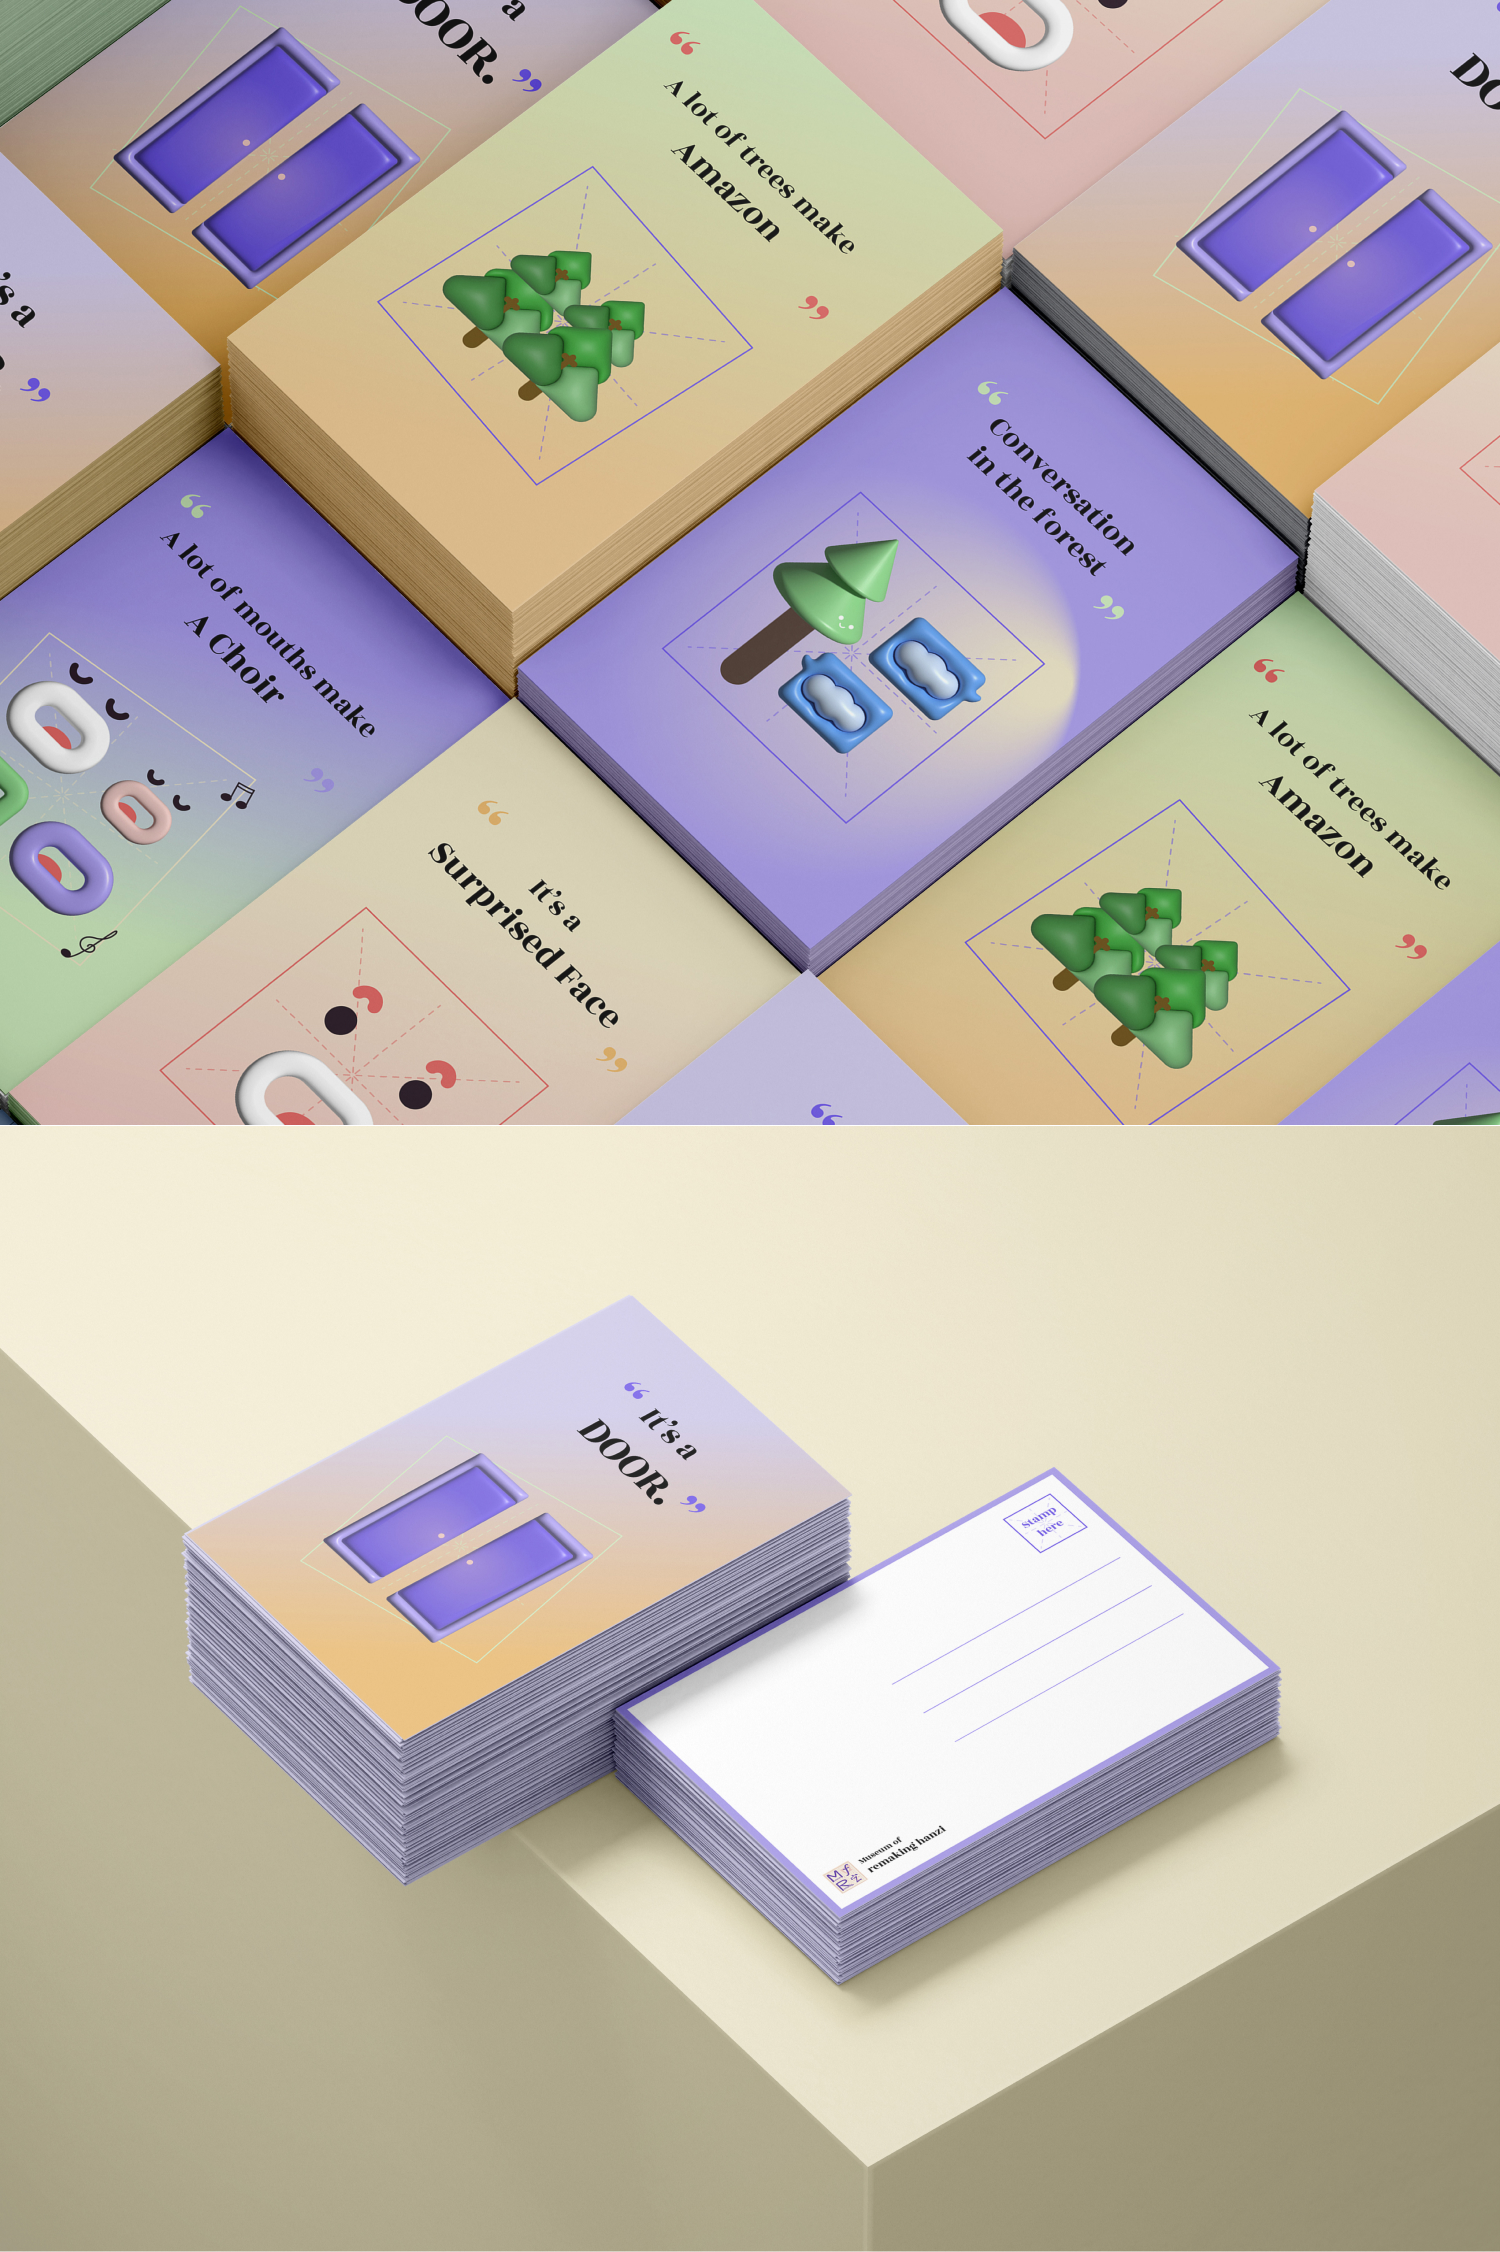 a
DOOR.
”
“
A lot of trees make
Amazon
”
’s a
”
“
Conversation
in the forest
”
“
A lot of mouths make
A Choir
”
“
A lot of trees make
Amazon
”
“
It’s a
Surprised Face
”
“
“ It’s a
DOOR. ”
stamp
here
Museum of
remaking hanzi